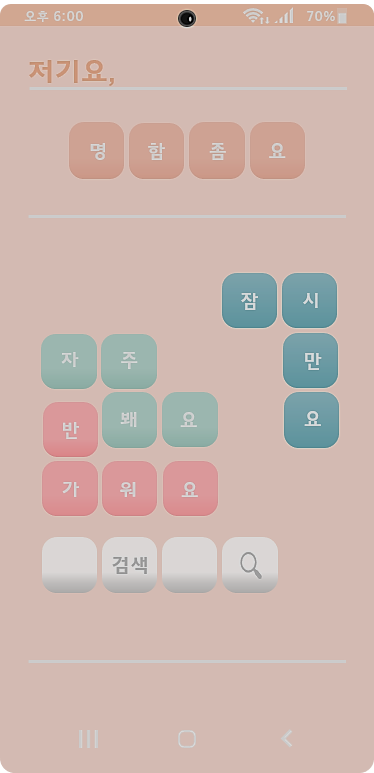 오후 6:00 70%
저기요,
명 함 좀 요
잠 시
자 주 만
반 봬 요 요
가 워 요
검색